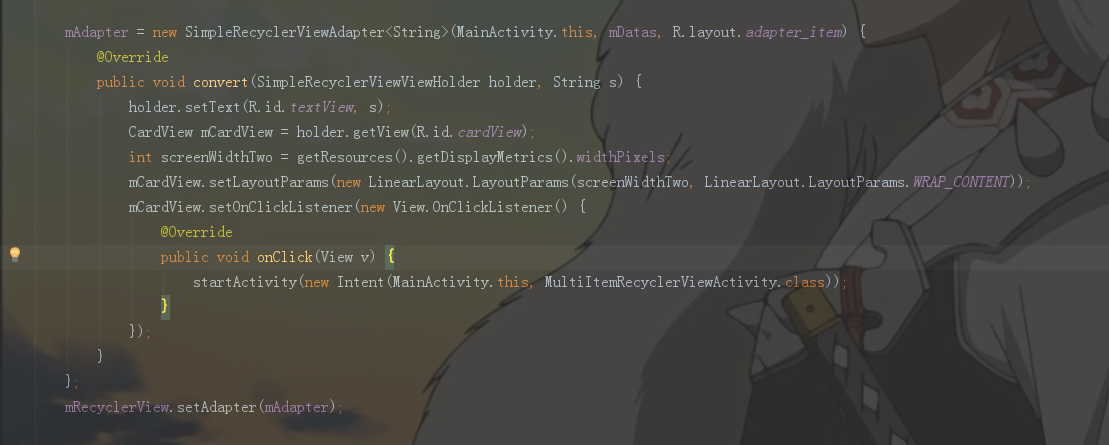 mAdapter = new SimpleRecyclerViewAdapter<String>(MainActivity.this, mDatas, R.layout.adapter_item) {
@Override
public void convert(SimpleRecyclerViewViewHolder holder, String s) {
holder.setText(R.id.textView, s);
CardView mCardView = holder.getView(R.id.cardView);
int screenWidthTwo = getResources().getDisplayMetrics().widthPixels;
mCardView.setLayoutParams(new LinearLayout.LayoutParams(screenWidthTwo, LinearLayout.LayoutParams.WRAP_CONTENT));
mCardView.setOnClickListener(new View.OnClickListener() {
@Override
public void onClick(View v) {
startActivity(new Intent(MainActivity.this, MultiItemRecyclerViewActivity.class));
}
});
}
};
mRecyclerView.setAdapter(mAdapter);